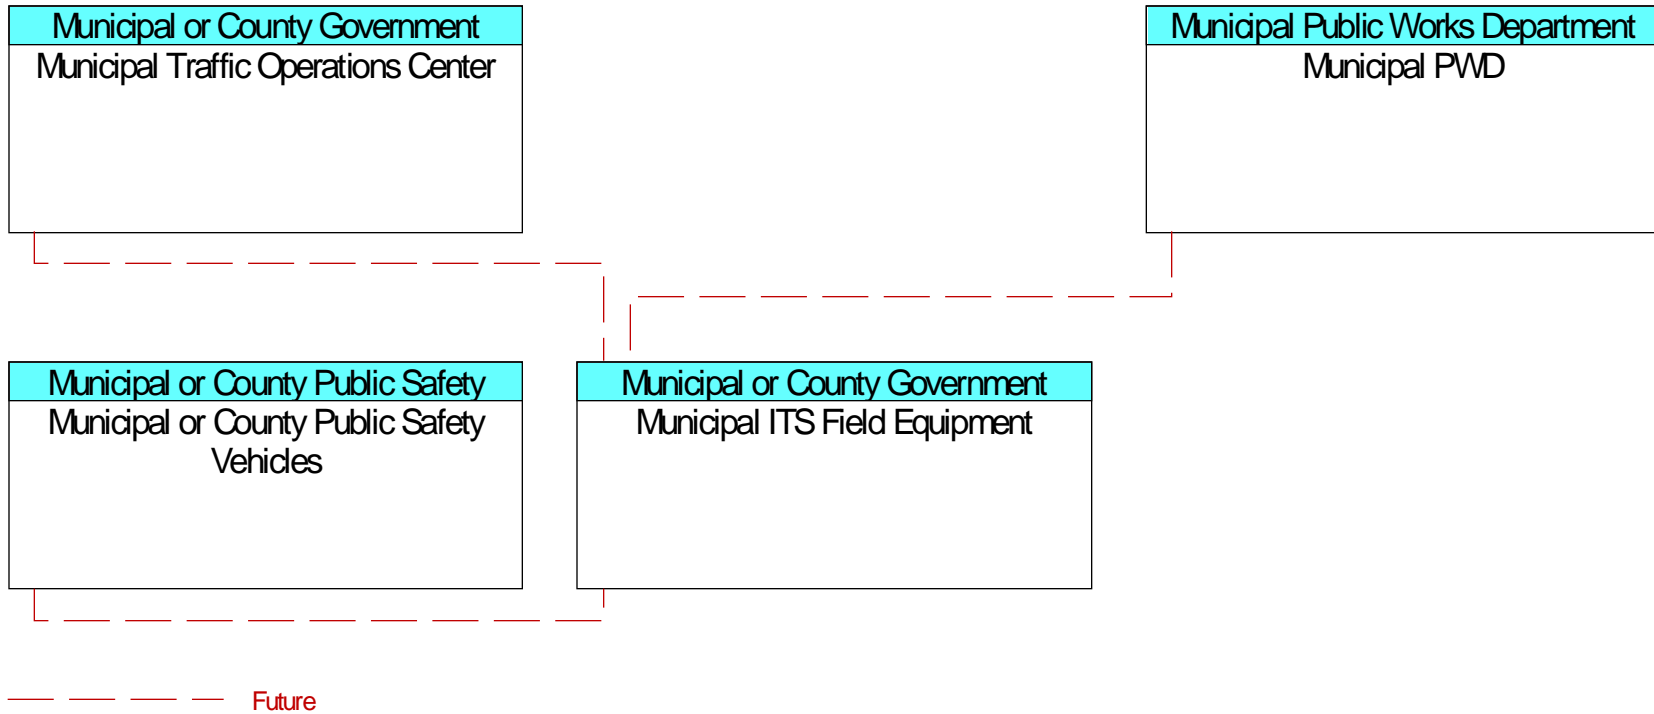 Municipal or County Government
Municipal Traffic Operations Center
Municipal Public Works Department
Municipal PWD
Municipal or County Public Safety
Municipal or County Public Safety
Vehicles
Municipal or County Government
Municipal ITS Field Equipment
Future